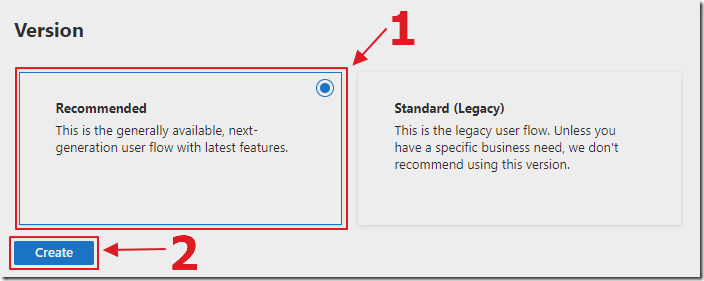 Version
1
Recommended
This is the generally available, next-
generation user flow with latest features.
Standard (Legacy)
This is the legacy user flow. Unless you
have a specific business need, we don't
recommend using this version.
Create
2